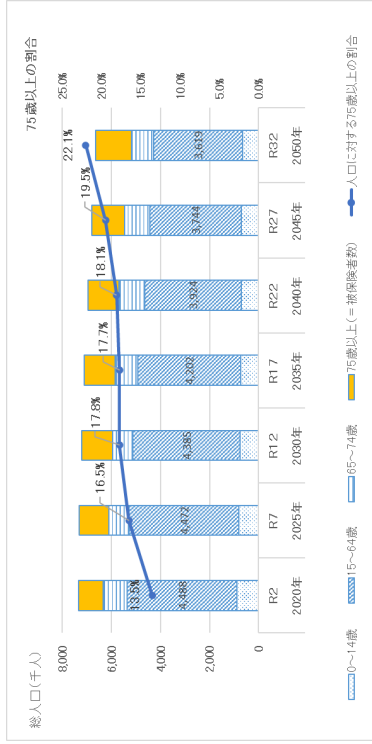 総人口(千人)
75歳以上の割合
8,000
6,000
4,000
2,000
0
25.0%
20.0%
15.0%
10.0%
5.0%
0.0%
13.5%
16.5%
17.8%
17.7%
18.1%
19.5%
22.1%
4,488
4,472
4,385
4,202
3,924
3,744
3,619
R2
R7
R12
R17
R22
R27
R32
2020年
2025年
2030年
2035年
2040年
2045年
2050年
0～14歳
15～64歳
65～74歳
75歳以上(=被保険者数)
人口に対する75歳以上の割合